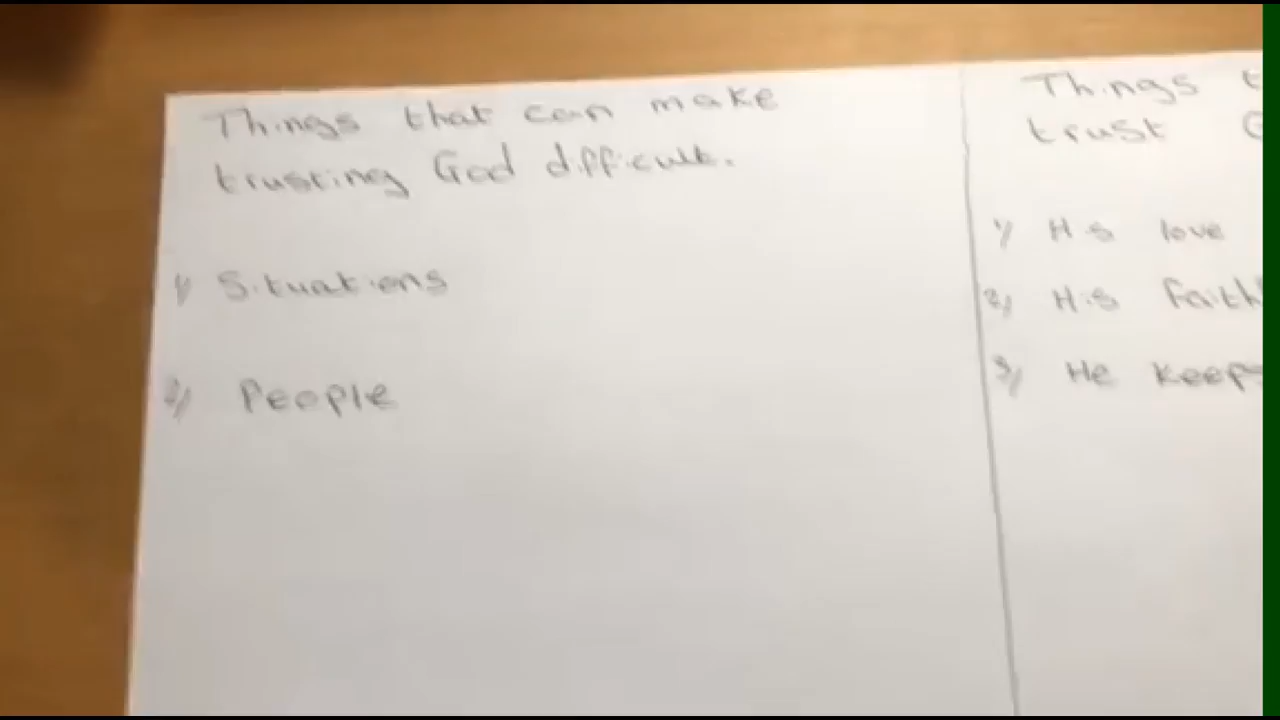 Things that can make
trusting God difficult.
1) Situations
2) People
Things
trust
1) His love
2) His
3) He